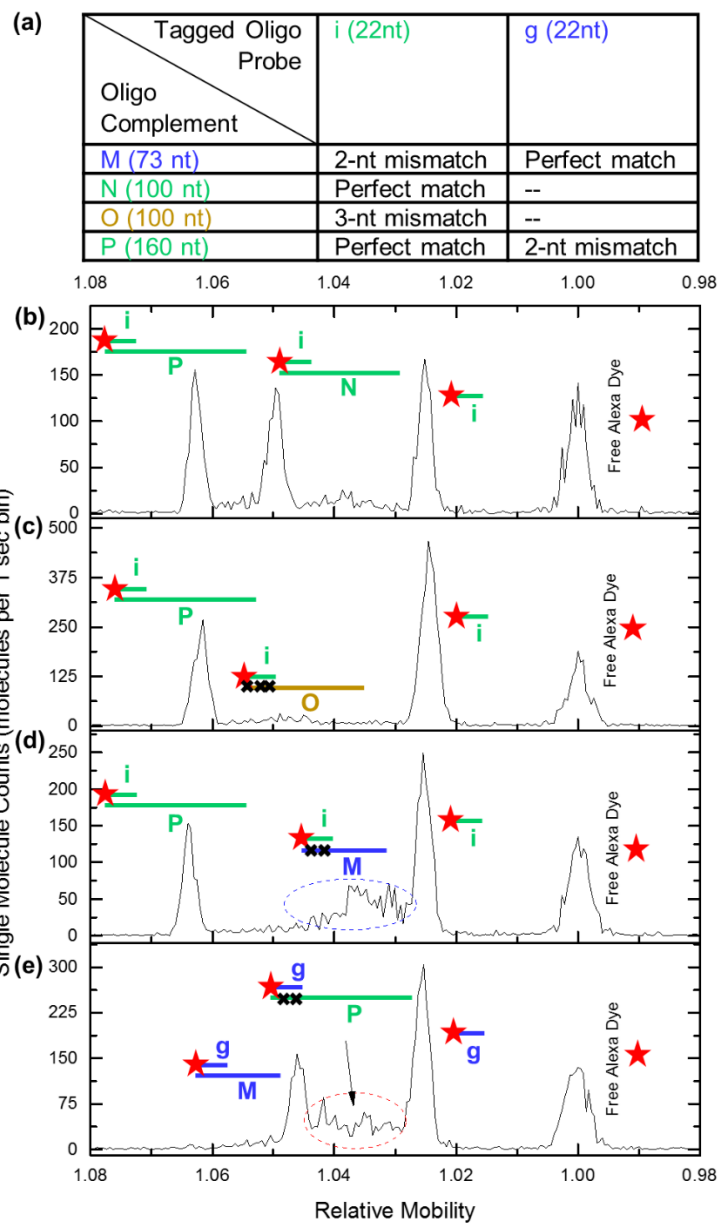 (a)
Tagged Oligo Probe
i (22nt)
g (22nt)
Oligo Complement
M (73 nt) 2-nt mismatch Perfect match
N (100 nt) Perfect match --
O (100 nt) 3-nt mismatch --
P (160 nt) Perfect match 2-nt mismatch
1.08 1.06 1.04 1.02 1.00 0.98
(b)
200
150
100
50
0
i
P
i
N
i
Free Alexa Dye
(c)
500
375
250
125
0
i
P
i
O
i
Free Alexa Dye
(d)
250
200
150
100
50
0
i
P
i
M
i
Free Alexa Dye
(e)
300
225
150
75
0
g
M
g
P
g
Free Alexa Dye
Single Molecule Counts (molecules per 1 sec bin)
1.08 1.06 1.04 1.02 1.00 0.98
Relative Mobility